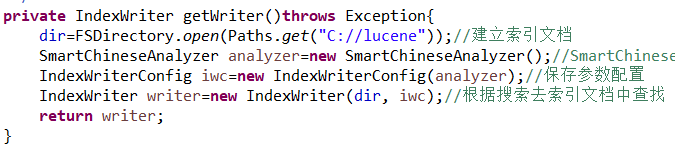 private IndexWriter getWriter()throws Exception{
dir=FSDirectory.open(Paths.get("C://lucene"));//建立索引文档
SmartChineseAnalyzer analyzer=new SmartChineseAnalyzer();//SmartChinese
IndexWriterConfig iwc=new IndexWriterConfig(analyzer);//保存参数配置
IndexWriter writer=new IndexWriter(dir, iwc);//根据搜索去索引文档中查找
return writer;
}